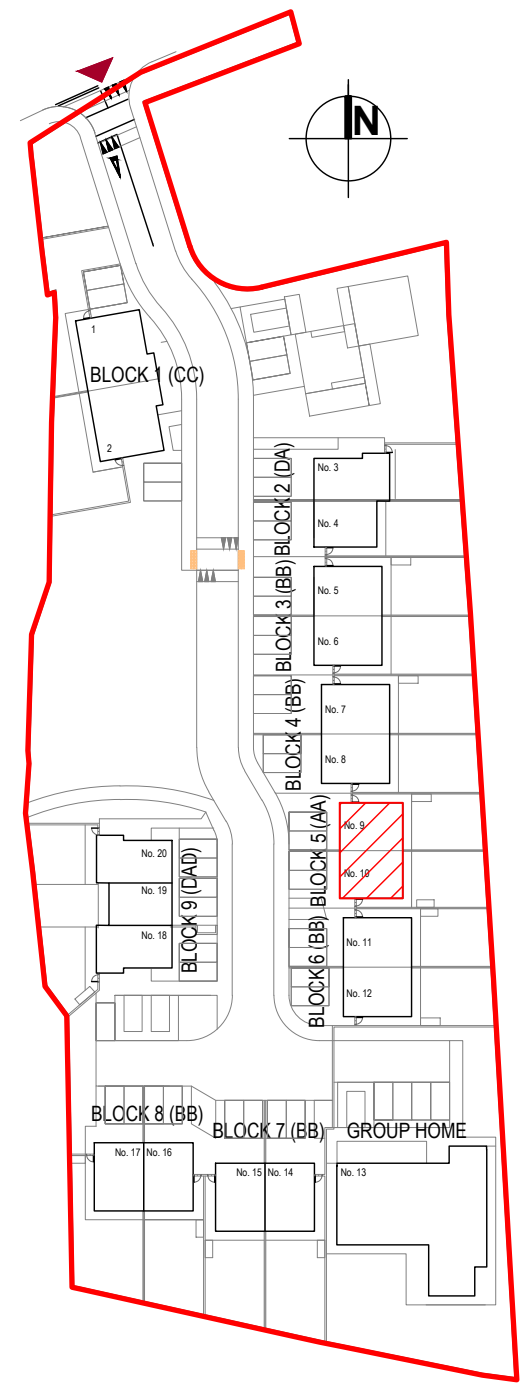 N
1
BLOCK 1 (CC)
2
BLOCK 2 (DA)
No. 3
No. 4
BLOCK 3 (BB)
No. 5
No. 6
BLOCK 4 (BB)
No. 7
No. 8
BLOCK 5 (AA)
No. 9
No. 10
BLOCK 6 (BB)
No. 11
No. 12
No. 20
No. 19
No. 18
BLOCK 9 (DAD)
BLOCK 8 (BB)
No. 17 No. 16
BLOCK 7 (BB)
No. 15 No. 14
GROUP HOME
No. 13